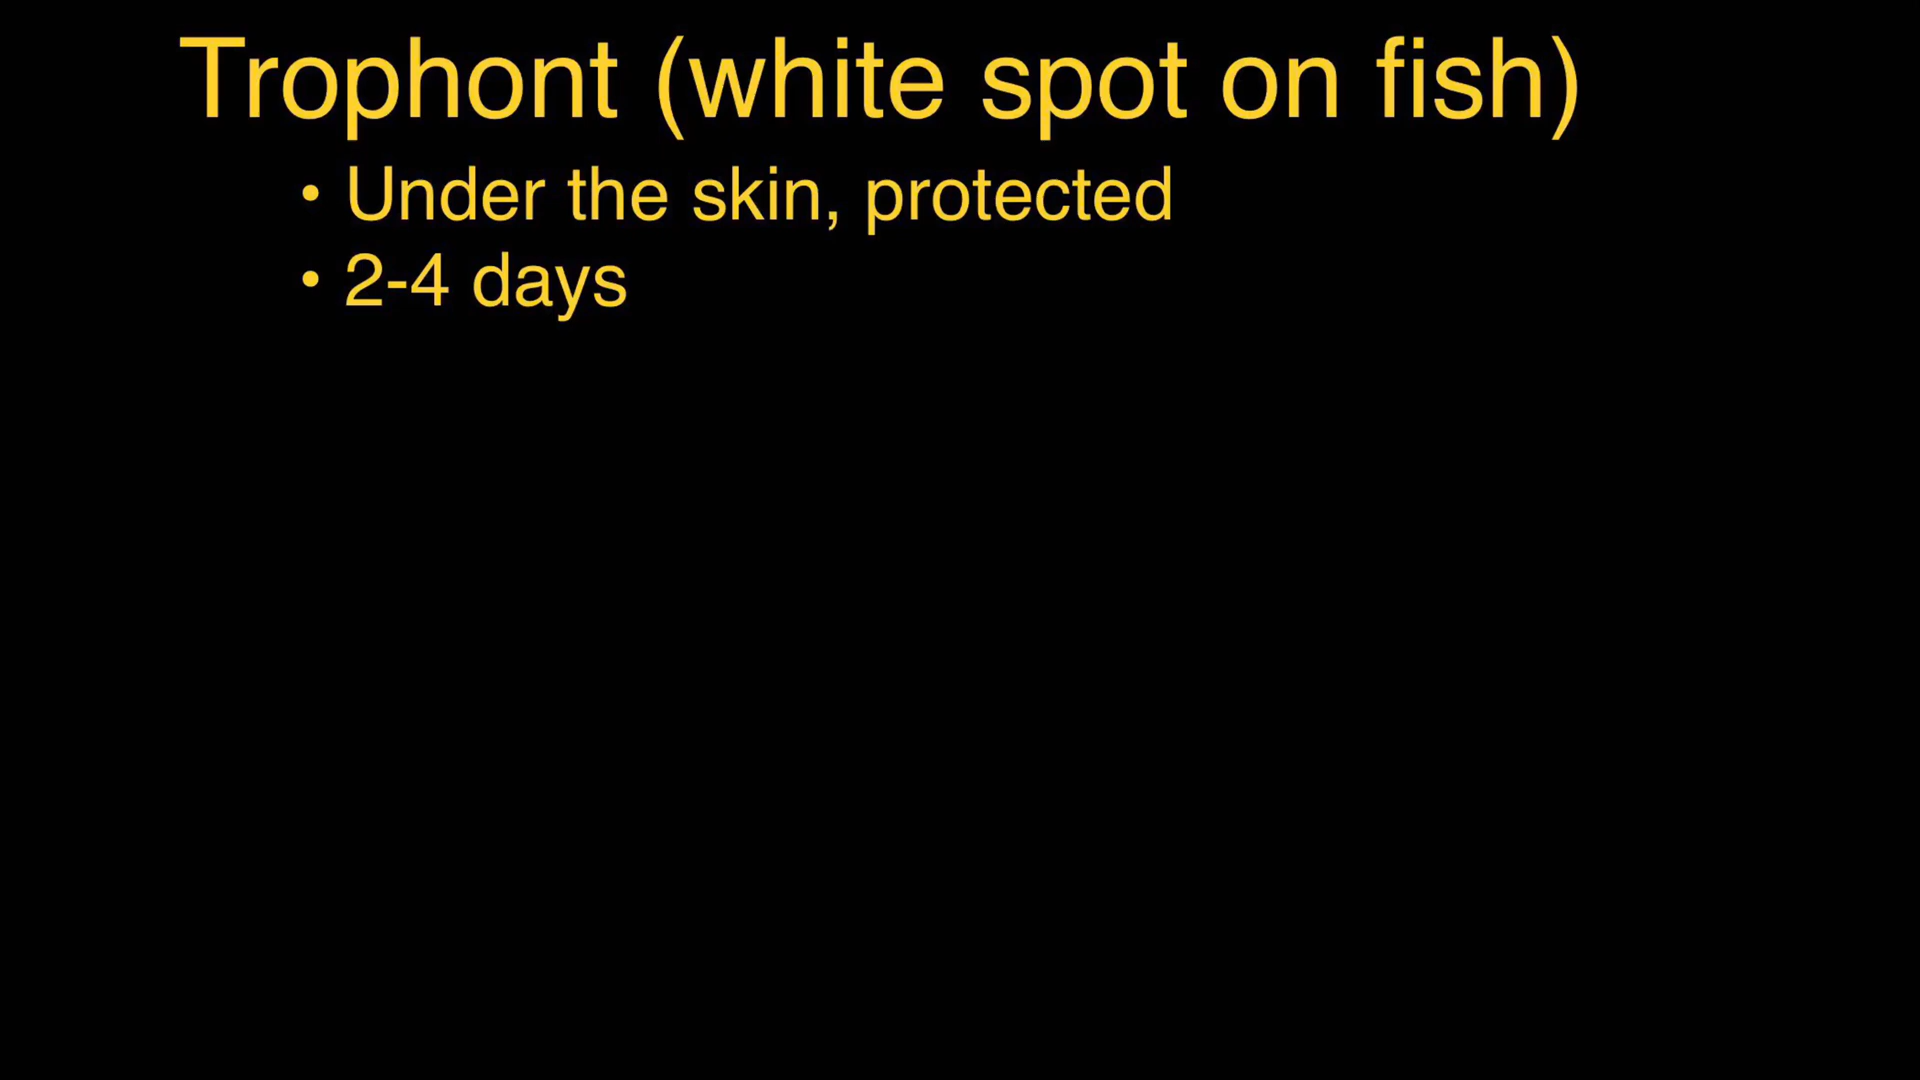 Trophont (white spot on fish)
• Under the skin, protected
• 2-4 days